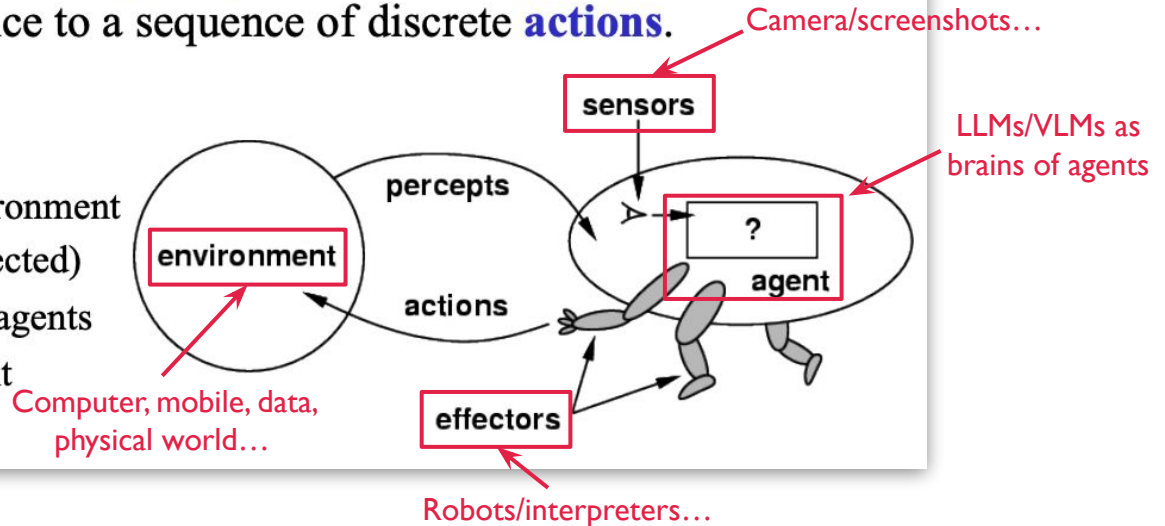 ce to a sequence of discrete actions.
Camera/screenshots…
sensors
LLMs/VLMs as
brains of agents
percepts
ronment
?
environment
ected)
agent
actions
agents
t
Computer, mobile, data,
physical world…
effectors
Robots/interpreters…